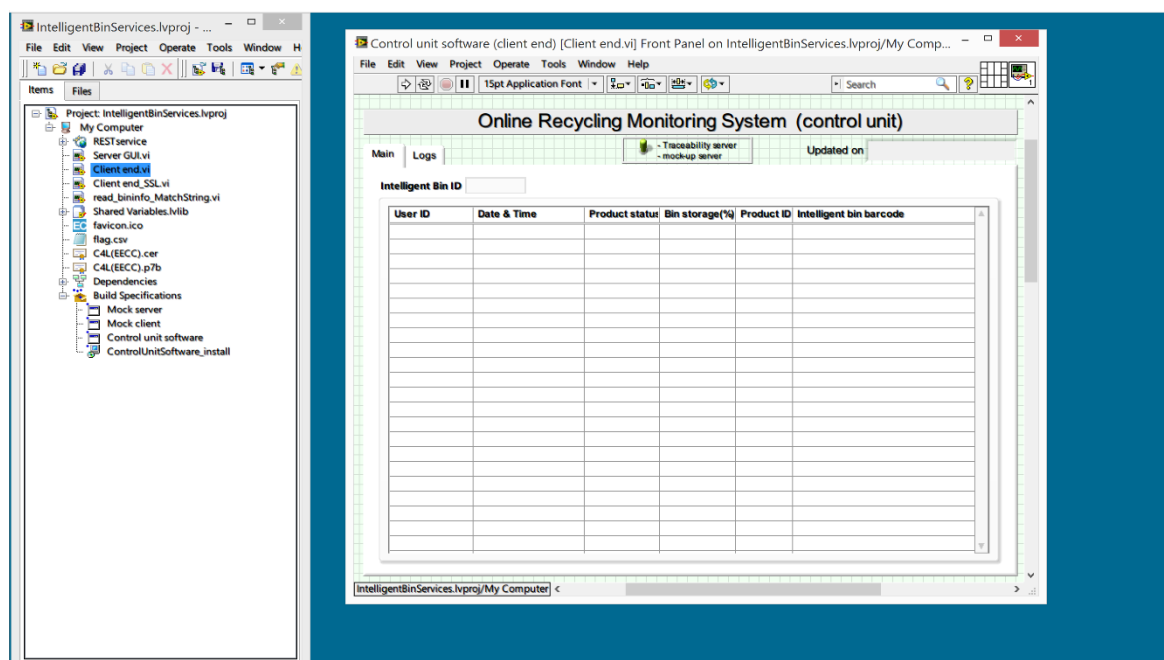 IntelligentBinServices.lvproj - ...
File Edit View Project Operate Tools Window H
Items Files
Project: IntelligentBinServices.lvproj
My Computer
RESTservice
Server GUI.vi
Client end.vi
Client end_SSL.vi
read_bininfo_MatchString.vi
Shared Variables.lvlib
favicon.ico
flag.csv
C4L(EECC).cer
C4L(EECC).p7b
Dependencies
Build Specifications
Mock server
Mock client
Control unit software
ControlUnitSoftware_install
Control unit software (client end) [Client end.vi] Front Panel on IntelligentBinServices.lvproj/My Comp...
File Edit View Project Operate Tools Window Help
15pt Application Font Search
Online Recycling Monitoring System (control unit)
Main Logs
- Traceability server
- mock-up server
Updated on
Intelligent Bin ID
User ID Date & Time Product status Bin storage(%) Product ID Intelligent bin barcode
IntelligentBinServices.lvproj/My Computer